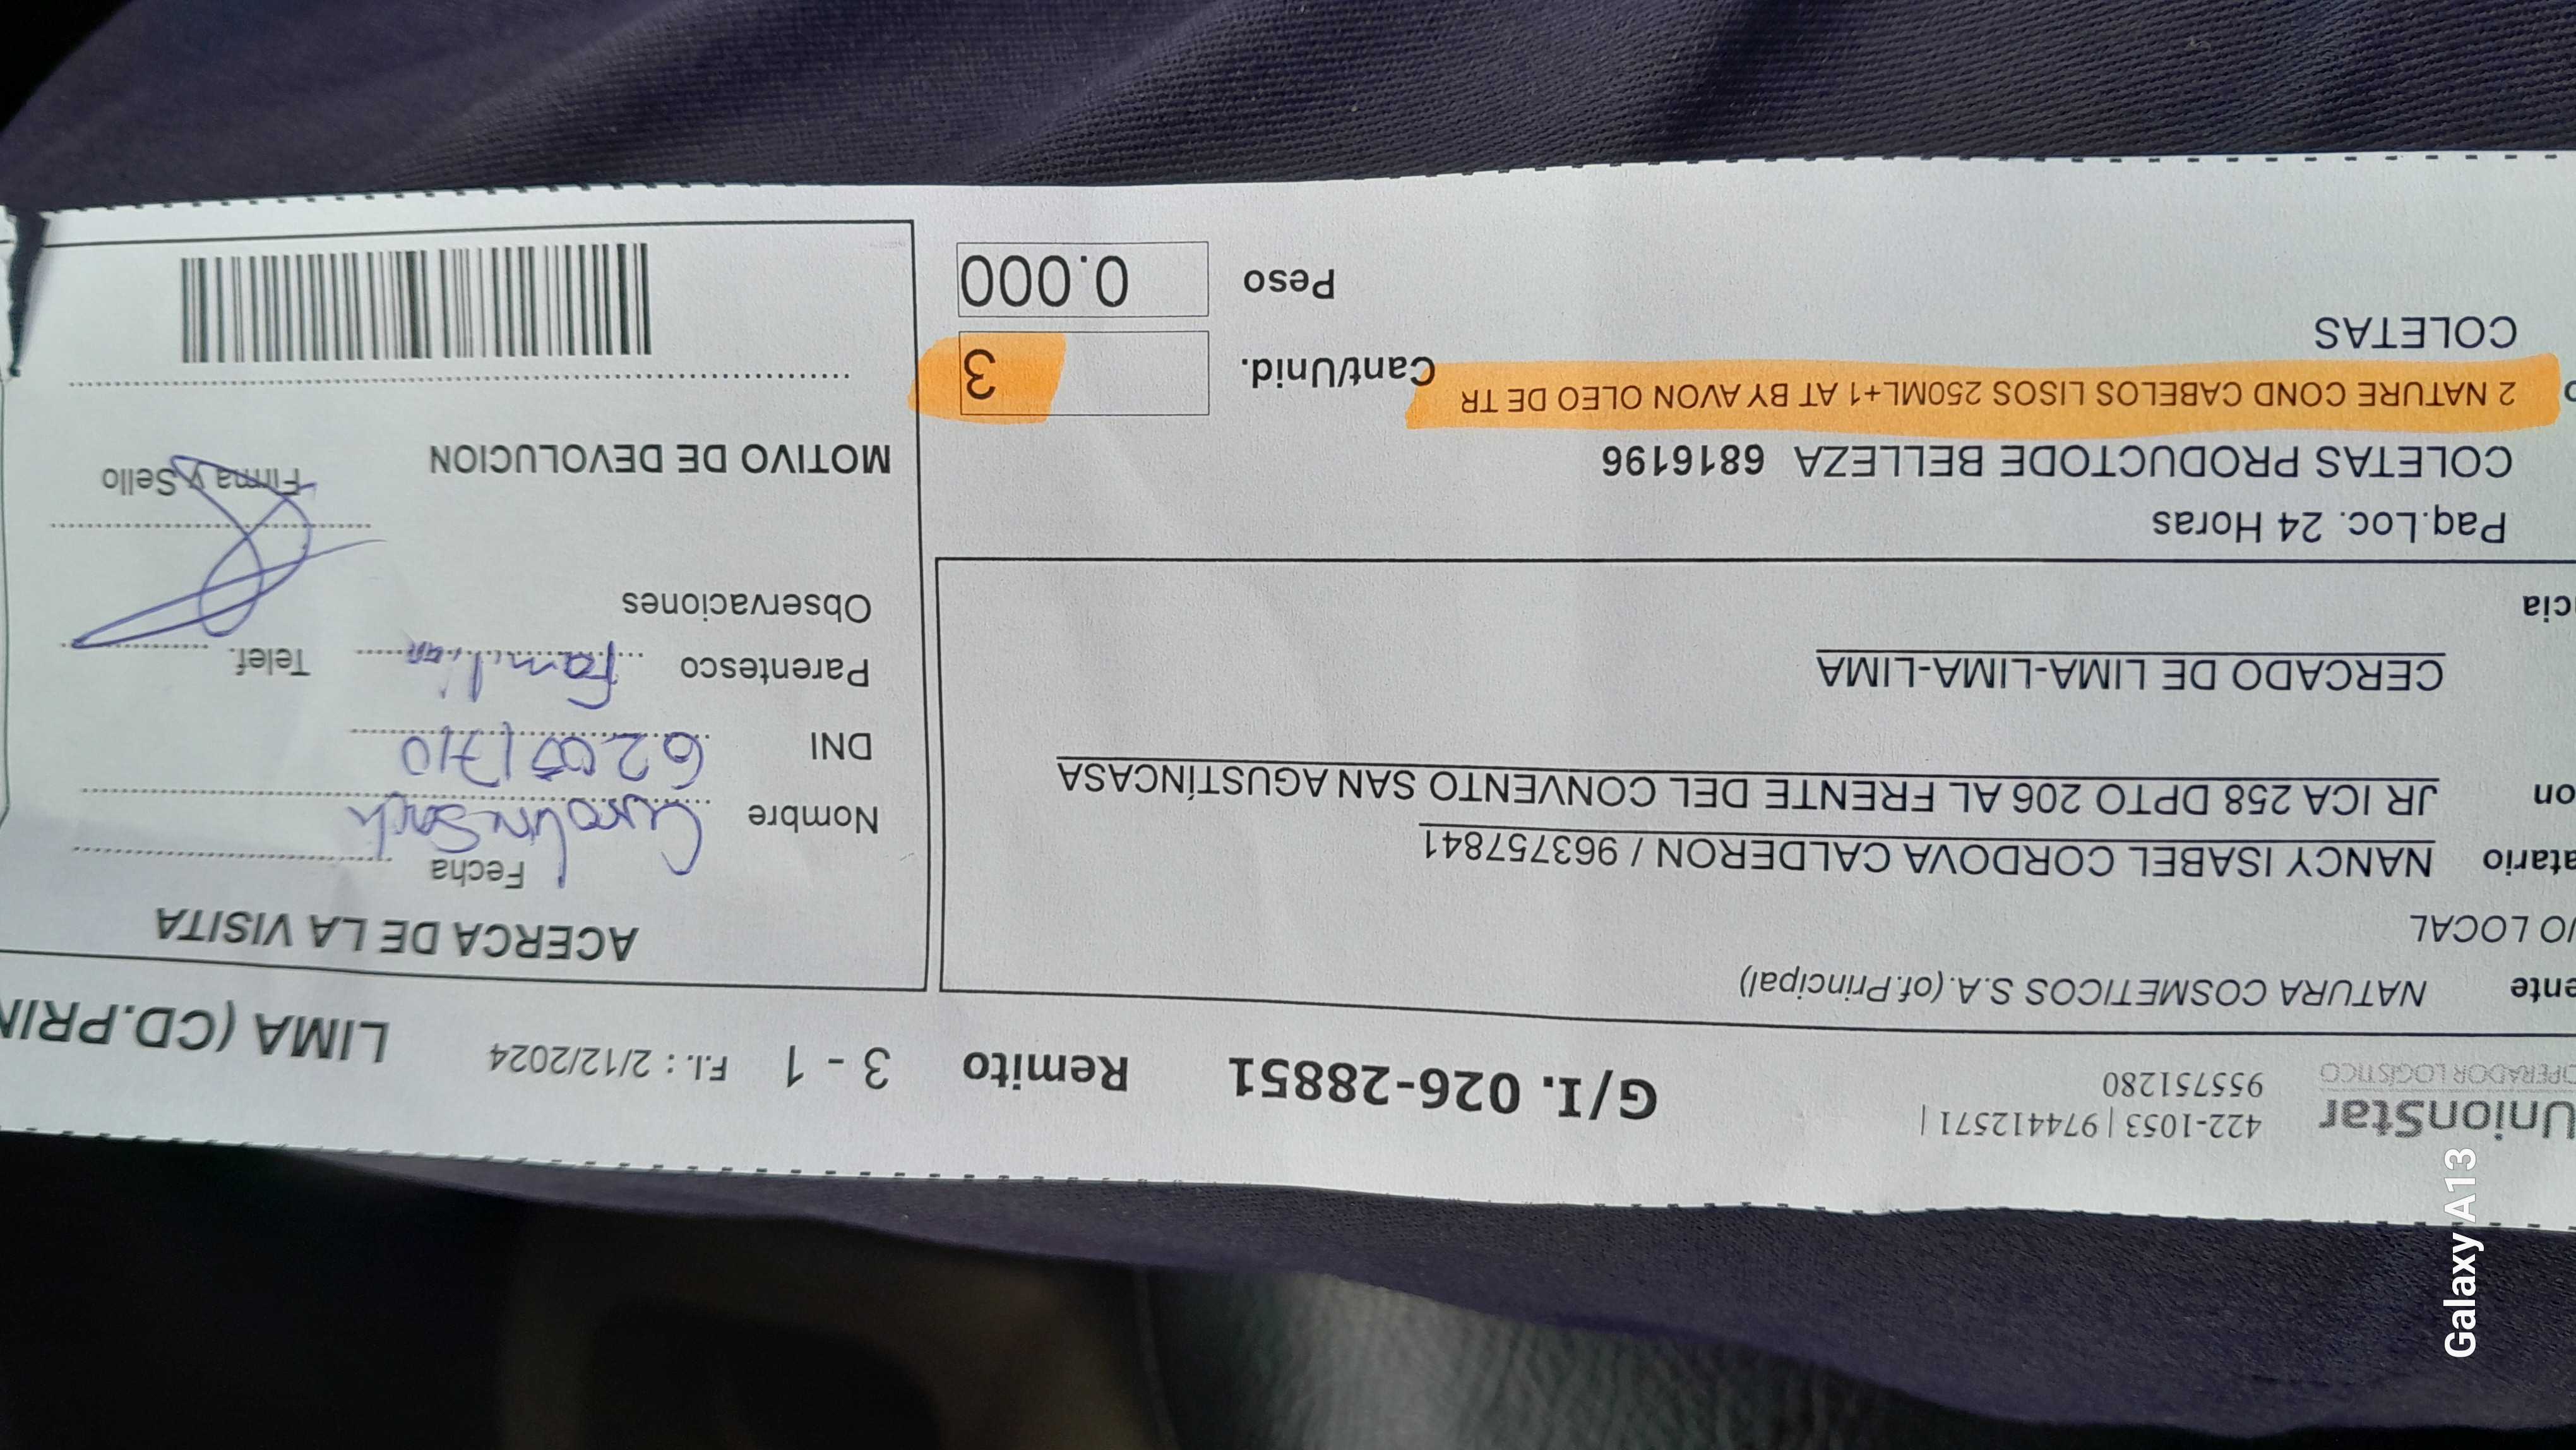 UnionStar
OPERADOR LOGÍSTICO
422-1053 | 974412571 |
955751280
G/I. 026-28851
Remito
3 - 1
F.I. : 2/12/2024
LIMA (CD.PRIN
ente NATURA COSMETICOS S.A. (of.Principal)
LOCAL
atario NANCY ISABEL CORDOVA CALDERON / 963757841
on JR ICA 258 DPTO 206 AL FRENTE DEL CONVENTO SAN AGUSTÍNCASA
CERCADO DE LIMA-LIMA-LIMA
cia
Paq.Loc. 24 Horas
COLETAS PRODUCTODE BELLEZA 6816196
2 NATURE COND CABELOS LISOS 250ML+1 AT BY AVON OLEO DE TR
COLETAS
Cant/Unid. 3
Peso 0.000
ACERCA DE LA VISITA
Fecha
Nombre
DNI
Parentesco Familiar Telef.
Observaciones
Firma y Sello
MOTIVO DE DEVOLUCION
Galaxy A13